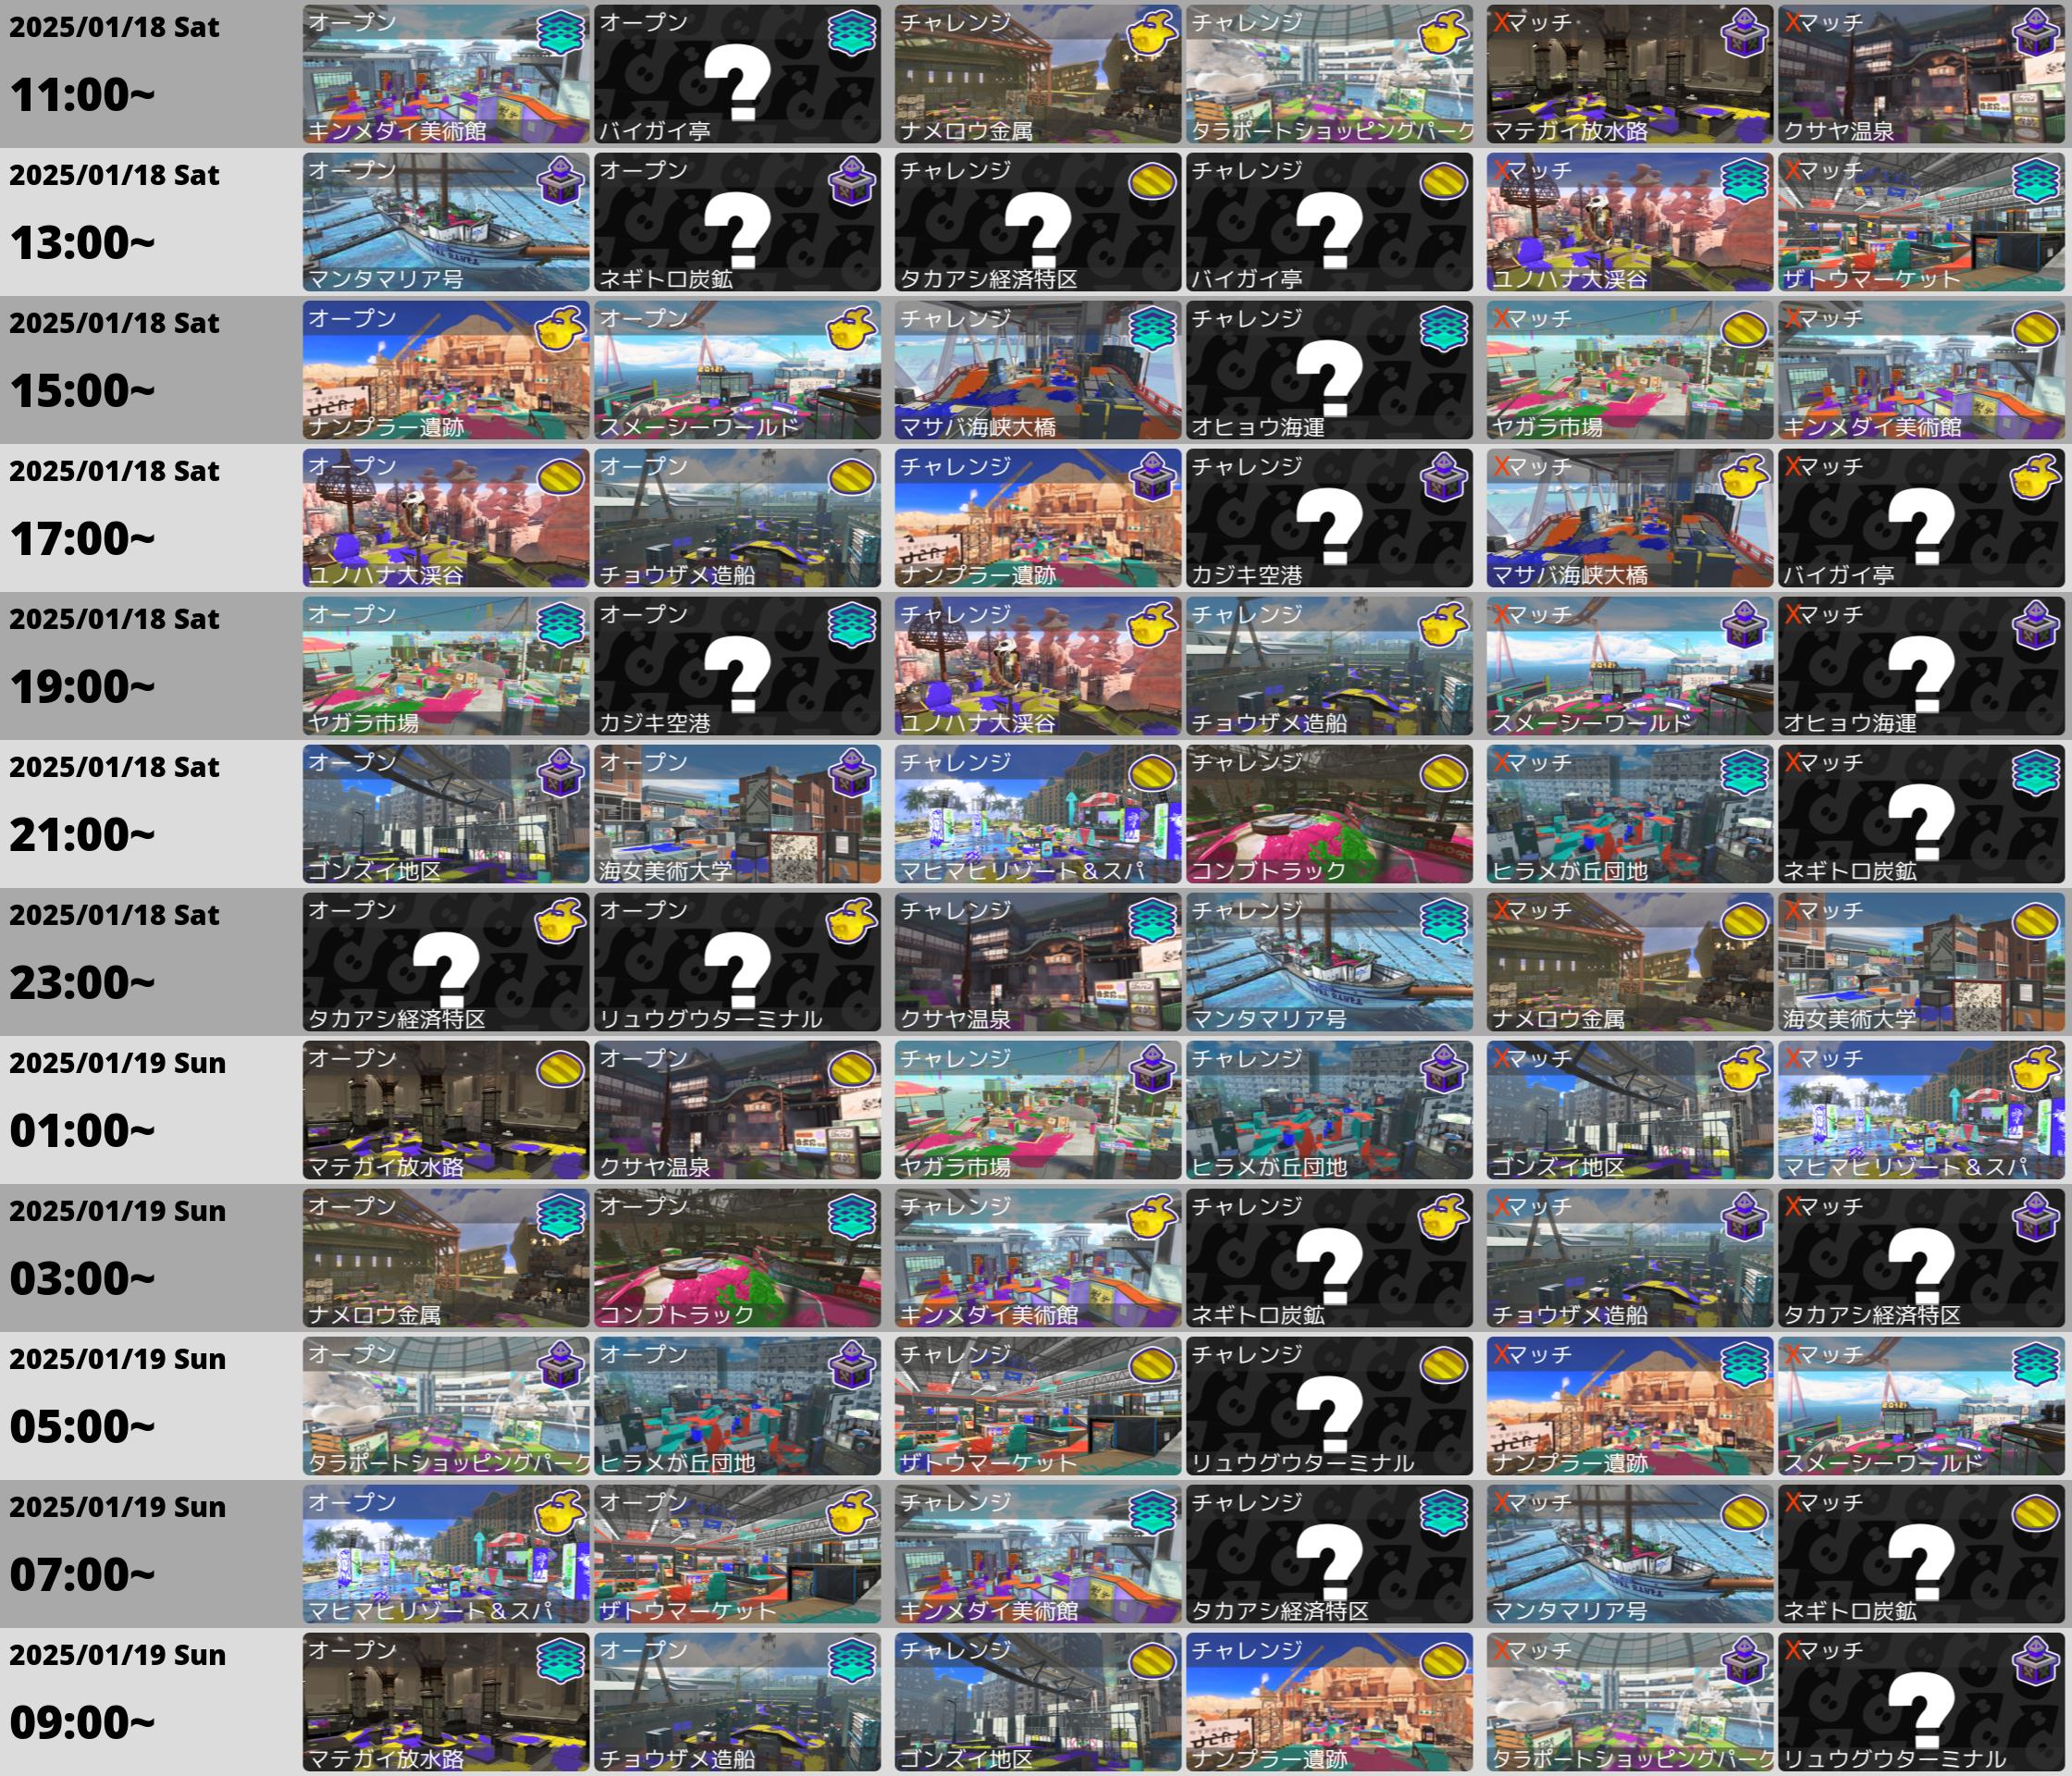 2025/01/18 Sat
11:00~
オープン
キンメダイ美術館
オープン
バイガイ亭
チャレンジ
ナメロウ金属
チャレンジ
タラポートショッピングパーク
Xマッチ
マテガイ放水路
Xマッチ
クサヤ温泉
2025/01/18 Sat
13:00~
オープン
マンタマリア号
オープン
ネギトロ炭鉱
チャレンジ
タカアシ経済特区
チャレンジ
バイガイ亭
Xマッチ
ユノハナ大渓谷
Xマッチ
ザトウマーケット
2025/01/18 Sat
15:00~
オープン
ナンプラー遺跡
オープン
スメーシーワールド
チャレンジ
マサバ海峡大橋
チャレンジ
オヒョウ海運
Xマッチ
ヤガラ市場
Xマッチ
キンメダイ美術館
2025/01/18 Sat
17:00~
オープン
ユノハナ大渓谷
オープン
チョウザメ造船
チャレンジ
ナンプラー遺跡
チャレンジ
カジキ空港
Xマッチ
マサバ海峡大橋
Xマッチ
バイガイ亭
2025/01/18 Sat
19:00~
オープン
ヤガラ市場
オープン
カジキ空港
チャレンジ
ユノハナ大渓谷
チャレンジ
チョウザメ造船
Xマッチ
スメーシーワールド
Xマッチ
オヒョウ海運
2025/01/18 Sat
21:00~
オープン
ゴンズイ地区
オープン
海女美術大学
チャレンジ
マヒマヒリゾート＆スパ
チャレンジ
コンブトラック
Xマッチ
ヒラメが丘団地
Xマッチ
ネギトロ炭鉱
2025/01/18 Sat
23:00~
オープン
タカアシ経済特区
オープン
リュウグウターミナル
チャレンジ
クサヤ温泉
チャレンジ
マンタマリア号
Xマッチ
ナメロウ金属
Xマッチ
海女美術大学
2025/01/19 Sun
01:00~
オープン
マテガイ放水路
オープン
クサヤ温泉
チャレンジ
ヤガラ市場
チャレンジ
ヒラメが丘団地
Xマッチ
ゴンズイ地区
Xマッチ
マヒマヒリゾート＆スパ
2025/01/19 Sun
03:00~
オープン
ナメロウ金属
オープン
コンブトラック
チャレンジ
キンメダイ美術館
チャレンジ
ネギトロ炭鉱
Xマッチ
チョウザメ造船
Xマッチ
タカアシ経済特区
2025/01/19 Sun
05:00~
オープン
タラポートショッピングパーク
オープン
ヒラメが丘団地
チャレンジ
ザトウマーケット
チャレンジ
リュウグウターミナル
Xマッチ
ナンプラー遺跡
Xマッチ
スメーシーワールド
2025/01/19 Sun
07:00~
オープン
マヒマヒリゾート＆スパ
オープン
ザトウマーケット
チャレンジ
キンメダイ美術館
チャレンジ
タカアシ経済特区
Xマッチ
マンタマリア号
Xマッチ
ネギトロ炭鉱
2025/01/19 Sun
09:00~
オープン
マテガイ放水路
オープン
チョウザメ造船
チャレンジ
ゴンズイ地区
チャレンジ
ナンプラー遺跡
Xマッチ
タラポートショッピングパーク
Xマッチ
リュウグウターミナル